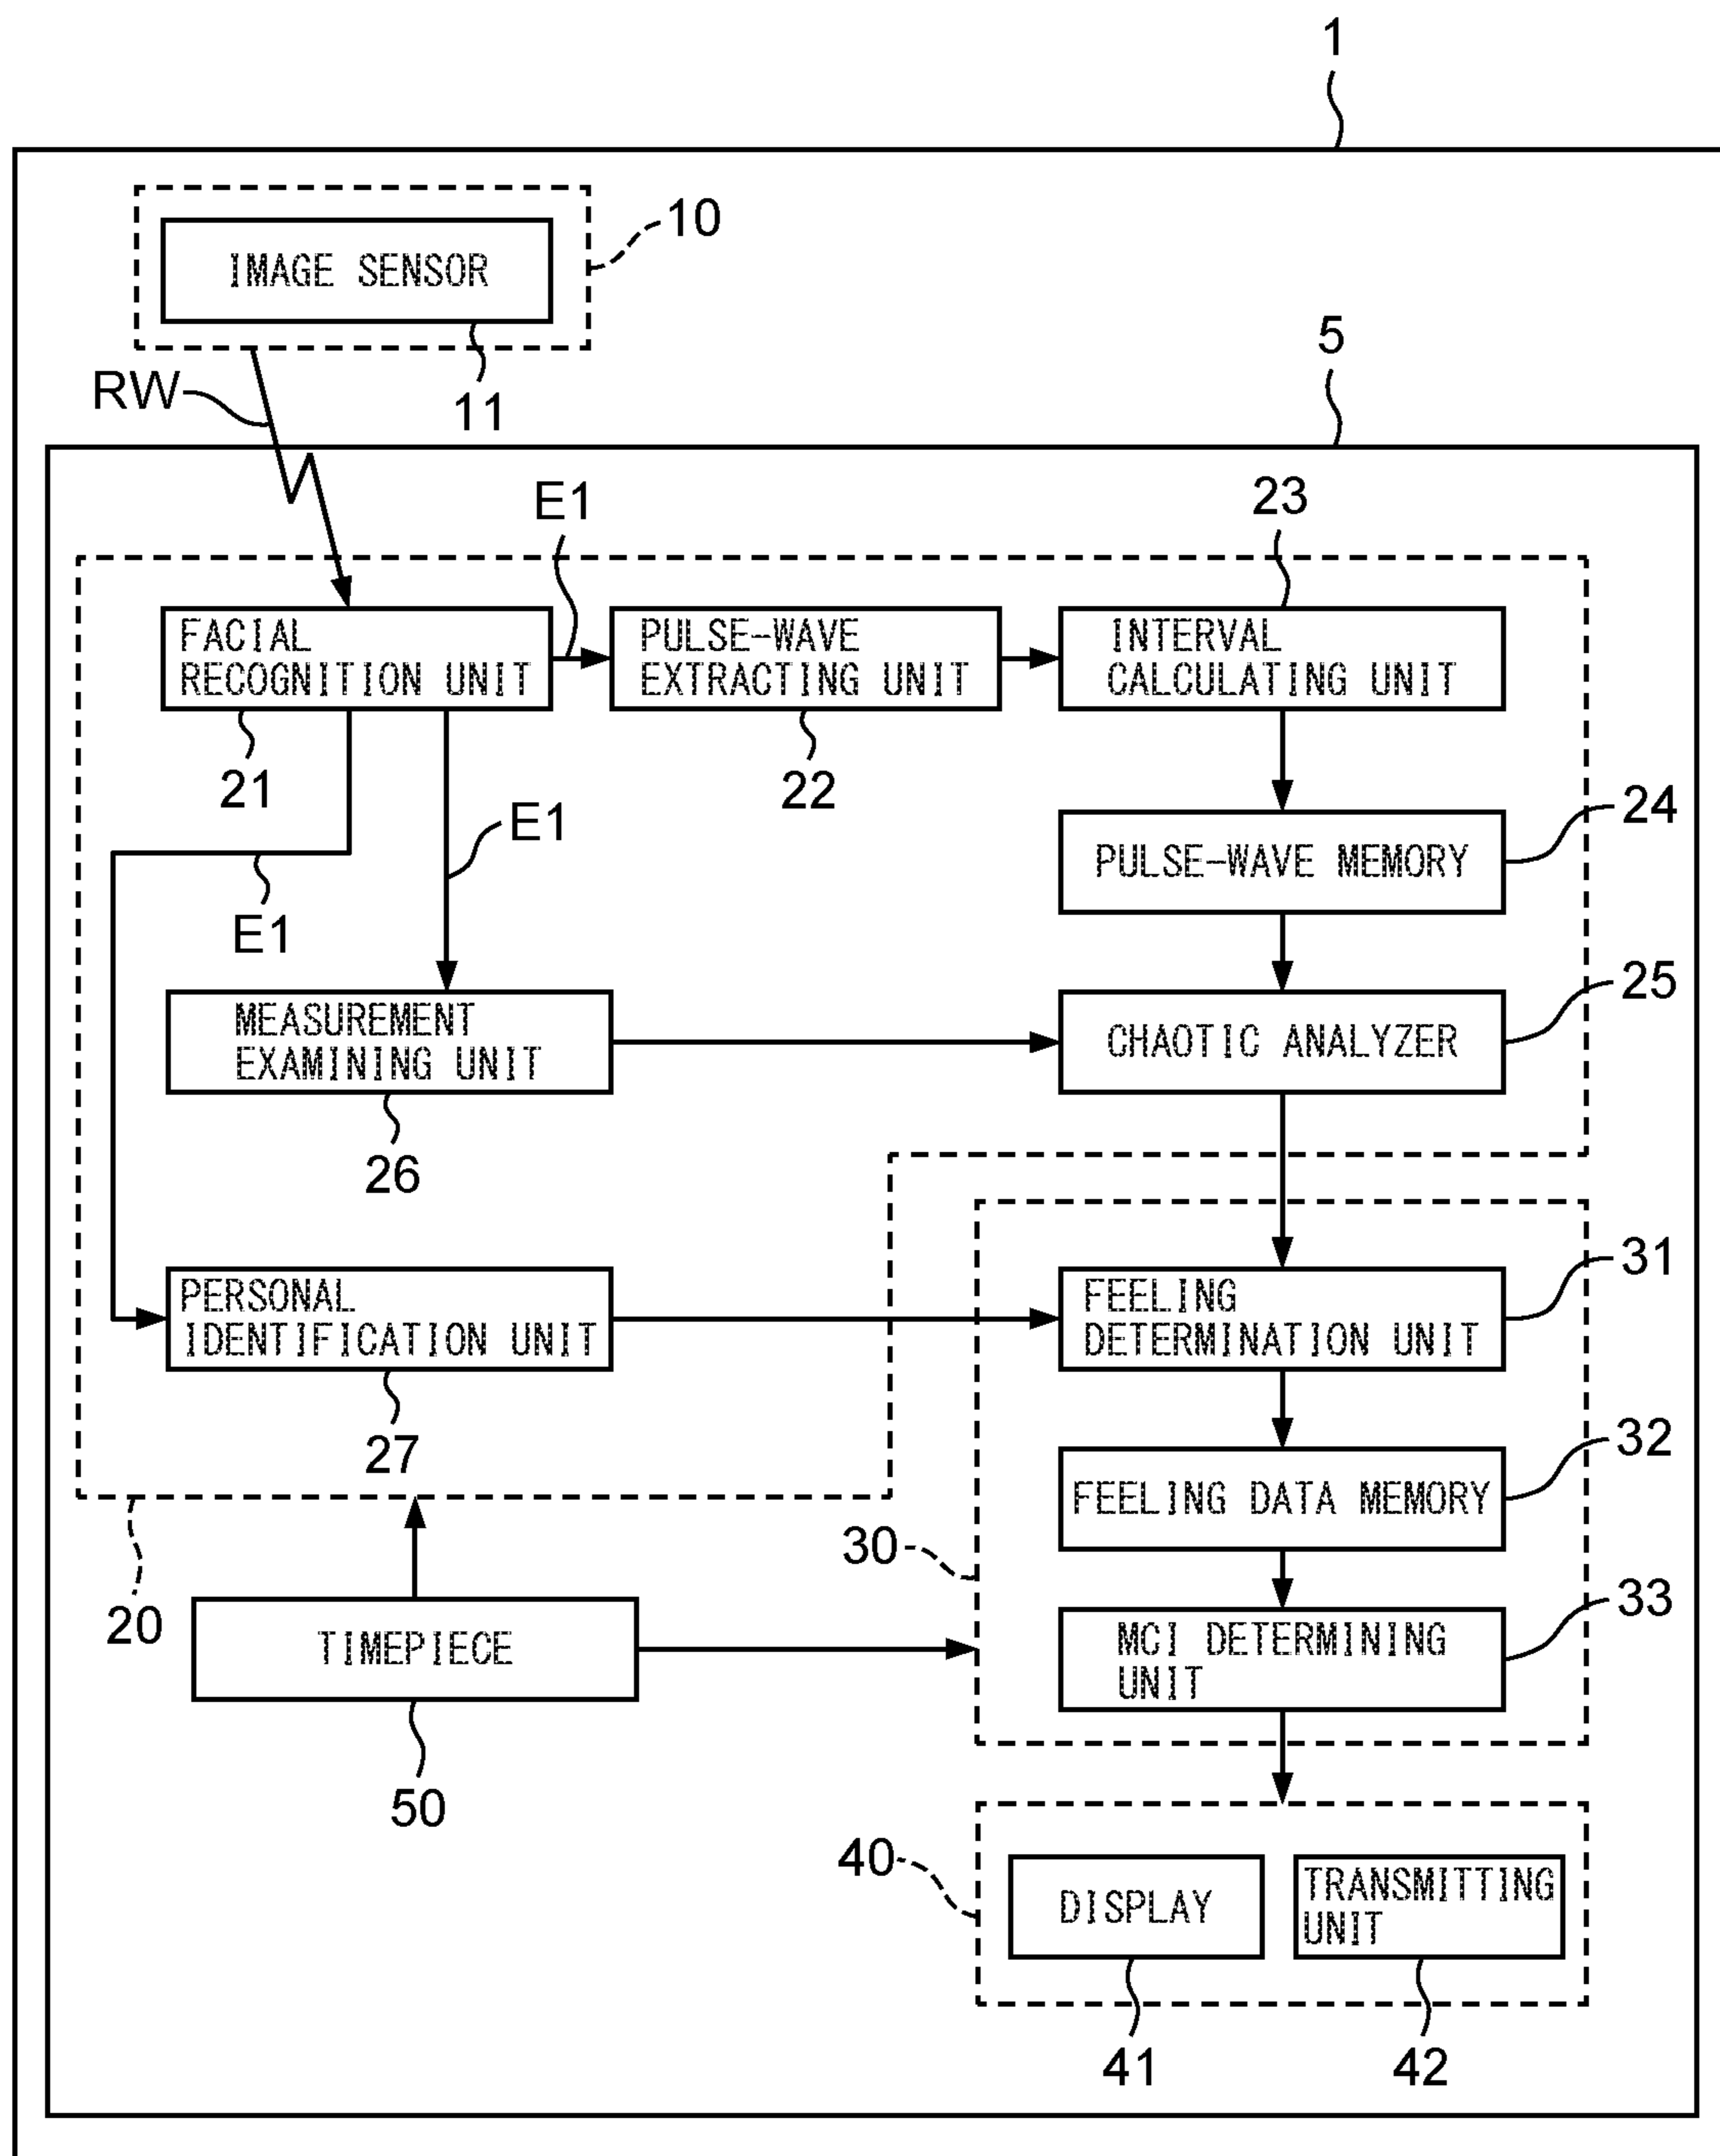 1
IMAGE SENSOR
10
RW
11
5
E1
23
FACIAL
RECOGNITION UNIT
PULSE-WAVE
EXTRACTING UNIT
INTERVAL
CALCULATING UNIT
21
22
E1
24
PULSE-WAVE MEMORY
E1
MEASUREMENT
EXAMINING UNIT
CHAOTIC ANALYZER
25
26
PERSONAL
IDENTIFICATION UNIT
FEELING
DETERMINATION UNIT
31
27
FEELING DATA MEMORY
32
30
20
TIMEPIECE
MCI DETERMINING
UNIT
33
50
40
DISPLAY
TRANSMITTING
UNIT
41
42